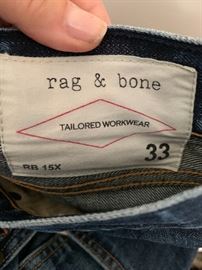 rag & bone
TAILORED WORKWEAR
33
RB 15X